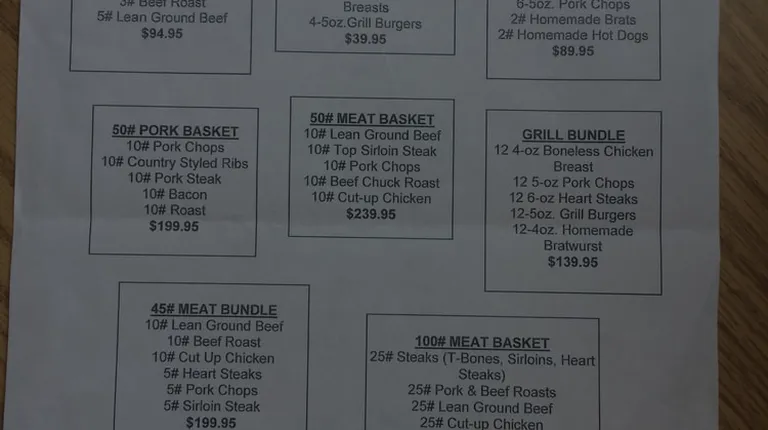 3# Beef Roast
5# Lean Ground Beef
$94.95
Breasts
4-5oz.Grill Burgers
$39.95
6-5oz. Pork Chops
2# Homemade Brats
2# Homemade Hot Dogs
$89.95
50# PORK BASKET
10# Pork Chops
10# Country Styled Ribs
10# Pork Steak
10# Bacon
10# Roast
$199.95
50# MEAT BASKET
10# Lean Ground Beef
10# Top Sirloin Steak
10# Pork Chops
10# Beef Chuck Roast
10# Cut-up Chicken
$239.95
GRILL BUNDLE
12 4-oz Boneless Chicken
Breast
12 5-oz Pork Chops
12 6-oz Heart Steaks
12-5oz. Grill Burgers
12-4oz. Homemade
Bratwurst
$139.95
45# MEAT BUNDLE
10# Lean Ground Beef
10# Beef Roast
10# Cut Up Chicken
5# Heart Steaks
5# Pork Chops
5# Sirloin Steak
$199.95
100# MEAT BASKET
25# Steaks (T-Bones, Sirloins, Heart
Steaks)
25# Pork & Beef Roasts
25# Lean Ground Beef
25# Cut-up Chicken